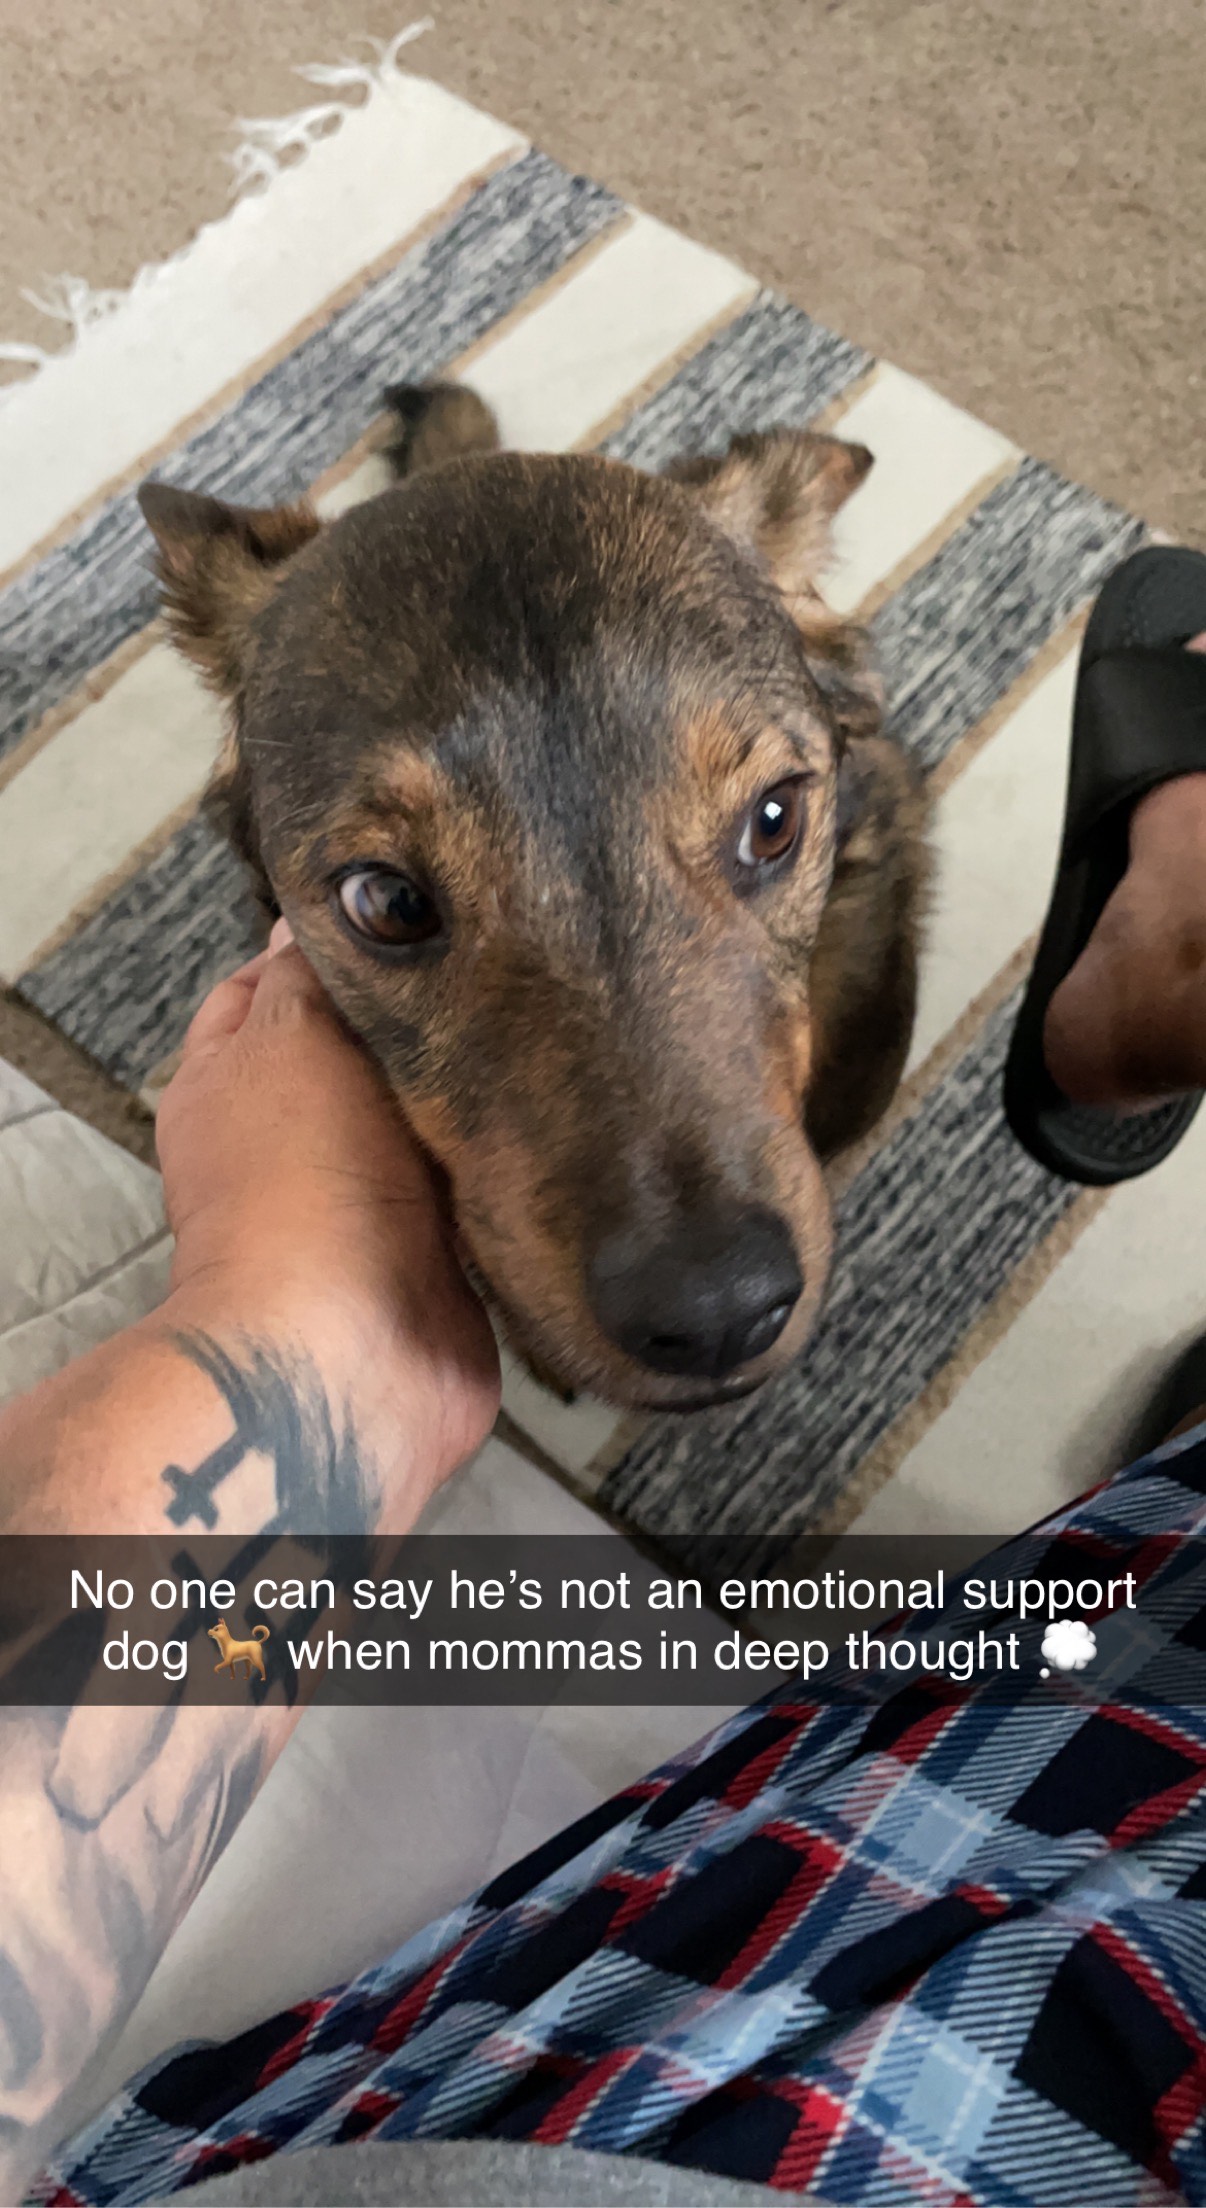 No one can say he’s not an emotional support
dog 🐕 when mommas in deep thought 💭